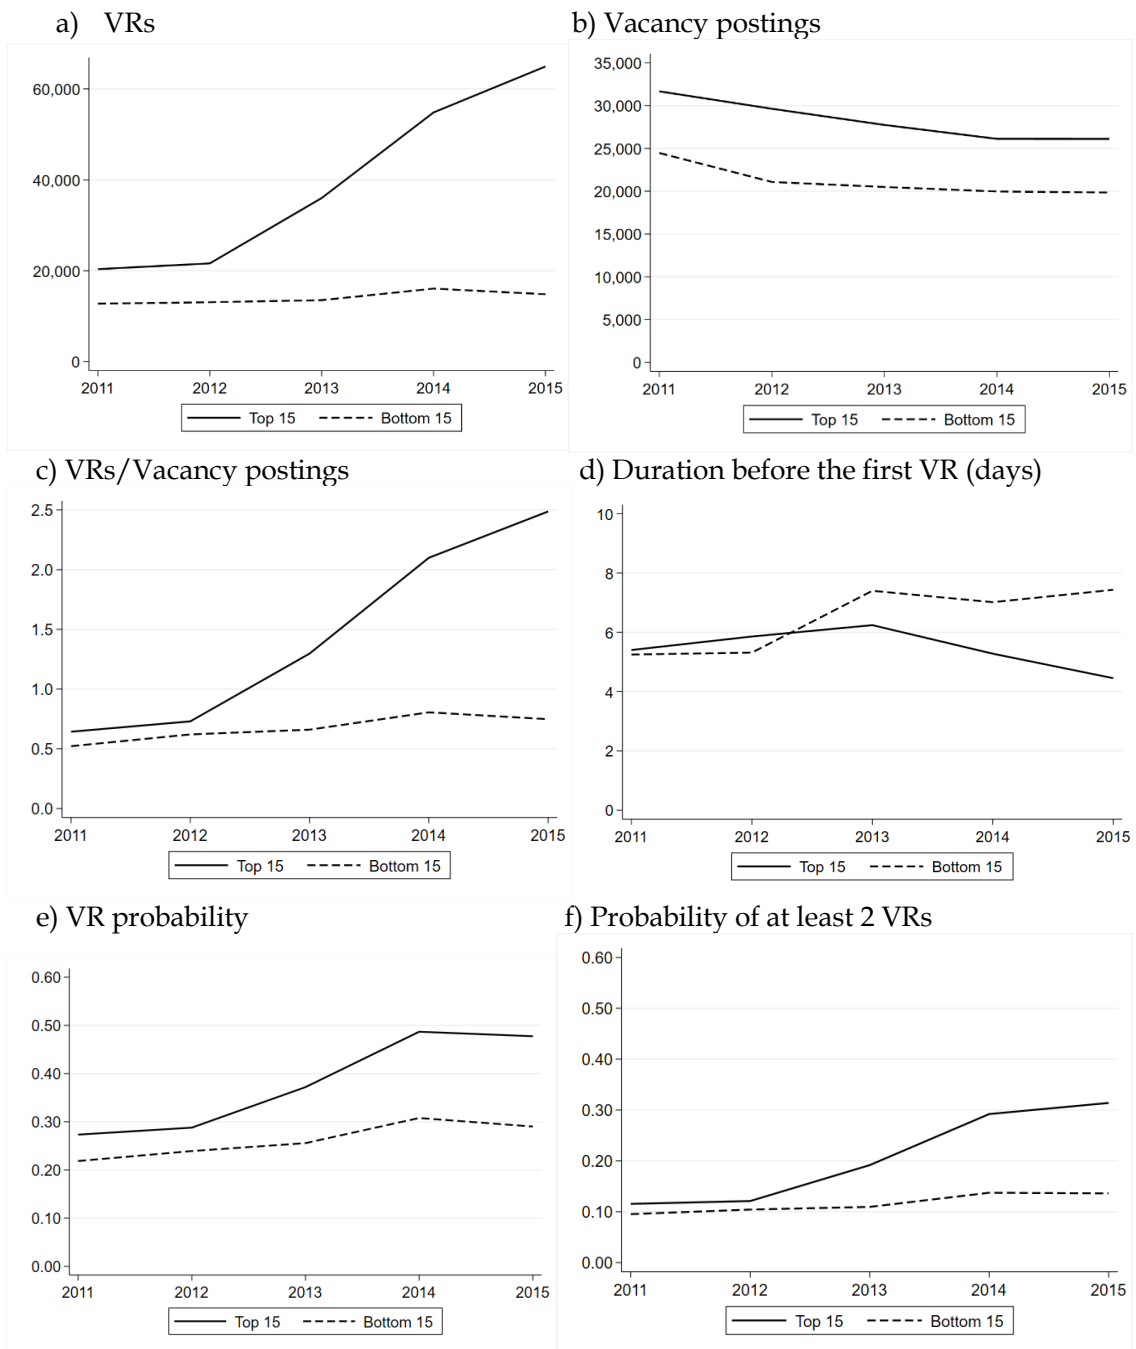 a) VRs
60,000
40,000
20,000
0
2011 2012 2013 2014 2015
Top 15 Bottom 15
b) Vacancy postings
35,000
30,000
25,000
20,000
15,000
10,000
5,000
0
2011 2012 2013 2014 2015
Top 15 Bottom 15
c) VRs/Vacancy postings
2.5
2.0
1.5
1.0
0.5
0.0
2011 2012 2013 2014 2015
Top 15 Bottom 15
d) Duration before the first VR (days)
10
8
6
4
2
0
2011 2012 2013 2014 2015
Top 15 Bottom 15
e) VR probability
0.60
0.50
0.40
0.30
0.20
0.10
0.00
2011 2012 2013 2014 2015
Top 15 Bottom 15
f) Probability of at least 2 VRs
0.60
0.50
0.40
0.30
0.20
0.10
0.00
2011 2012 2013 2014 2015
Top 15 Bottom 15